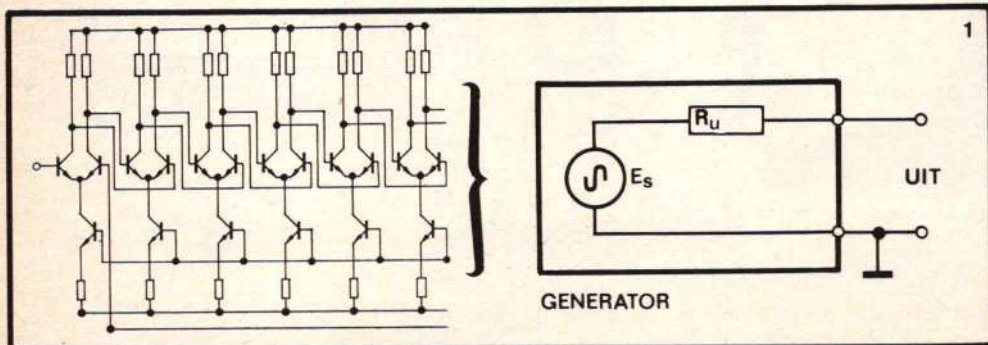 1
Ru
Es
UIT
GENERATOR